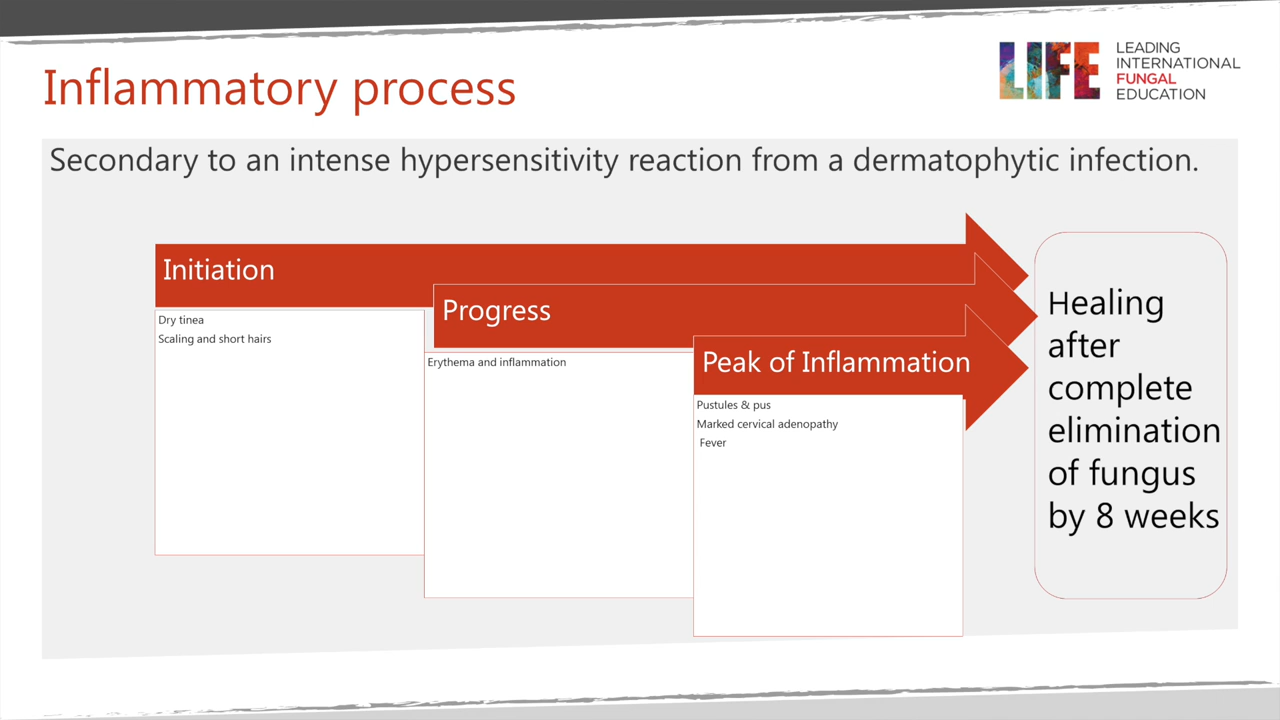 Inflammatory process
LIFE
LEADING
INTERNATIONAL
FUNGAL
EDUCATION
Secondary to an intense hypersensitivity reaction from a dermatophytic infection.
Initiation
Dry tinea
Scaling and short hairs
Progress
Erythema and inflammation
Peak of Inflammation
Pustules & pus
Marked cervical adenopathy
Fever
Healing
after
complete
elimination
of fungus
by 8 weeks